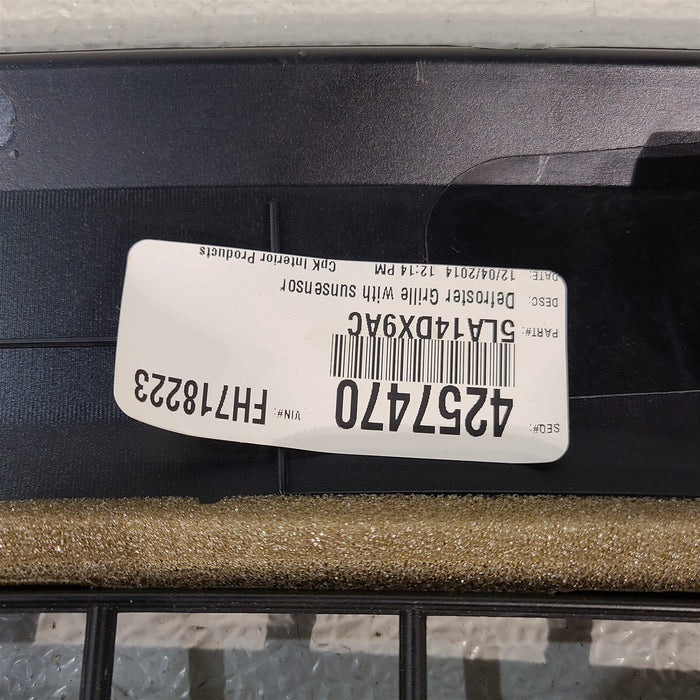 SEQ#: 4257470 VIN#: FH718223
PART#: 5LA14DX9AC
DESC: Defroster Grille with sunsensor
DATE: 12/04/2014 12:14 PM CpK Interior Products